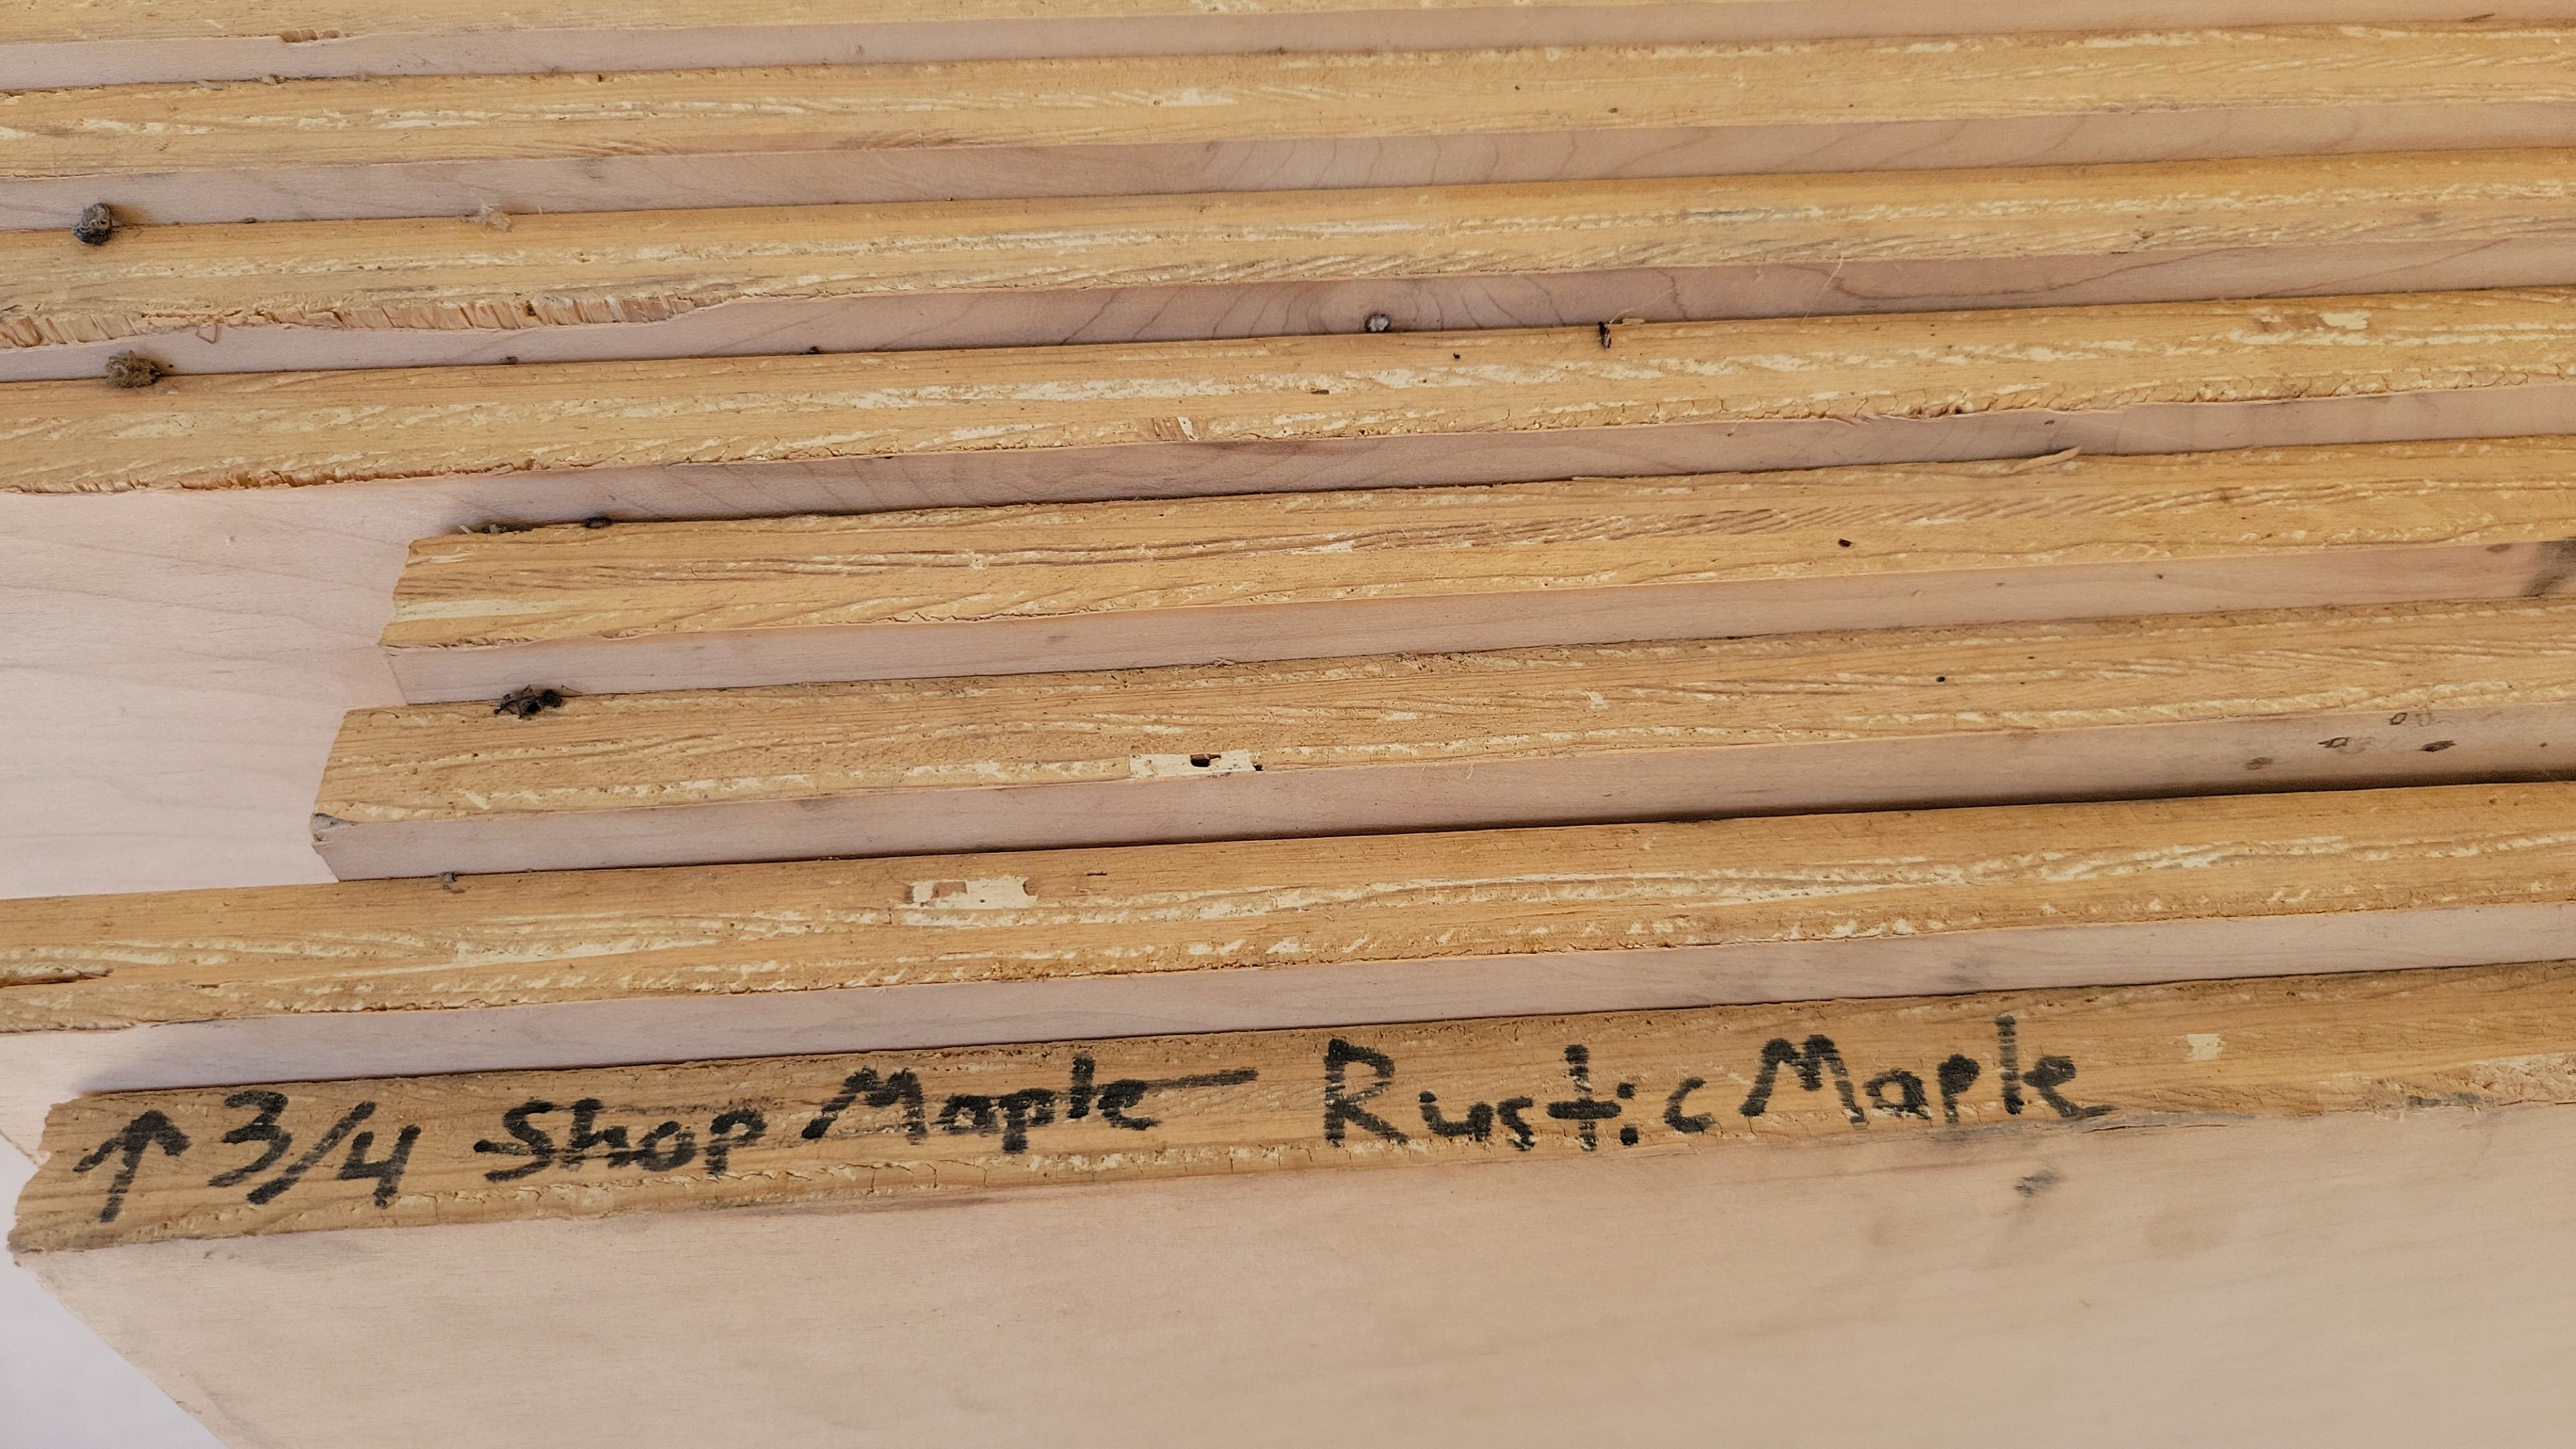 ↑ 3/4 Shop Maple — Rustic Maple